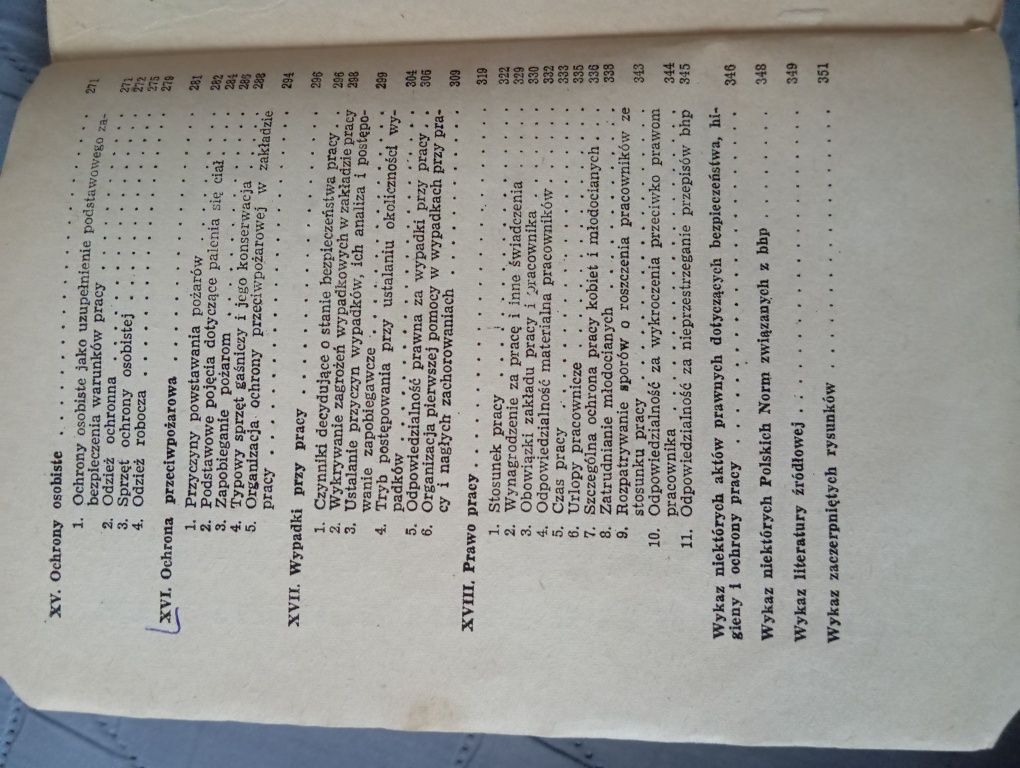 XV. Ochrony osobiste . . . . . . . . . . . . . . . 271
1. Ochrony osobiste jako uzupełnienie podstawowego za-
bezpieczenia warunków pracy . . . . . . . . . . . 271
2. Odzież ochronna . . . . . . . . . . . . . . . 272
3. Sprzęt ochrony osobistej . . . . . . . . . . . . 275
4. Odzież robocza . . . . . . . . . . . . . . . . 279
XVI. Ochrona przeciwpożarowa . . . . . . . . . . . . 281
1. Przyczyny powstawania pożarów . . . . . . . . . . 282
2. Podstawowe pojęcia dotyczące palenia się ciał . . . . . 284
3. Zapobieganie pożarom . . . . . . . . . . . . . 286
4. Typowy sprzęt gaśniczy i jego konserwacja . . . . . . 288
5. Organizacja ochrony przeciwpożarowej w zakładzie
pracy . . . . . . . . . . . . . . . . . . . 294
XVII. Wypadki przy pracy . . . . . . . . . . . . . . 296
1. Czynniki decydujące o stanie bezpieczeństwa pracy . . . 296
2. Wykrywanie zagrożeń wypadkowych w zakładzie pracy 298
3. Ustalanie przyczyn wypadków, ich analiza i postępo-
wanie zapobiegawcze . . . . . . . . . . . . . . 299
4. Tryb postępowania przy ustalaniu okoliczności wy-
padków . . . . . . . . . . . . . . . . . . . 304
5. Odpowiedzialność prawna za wypadki przy pracy . . . 306
6. Organizacja pierwszej pomocy w wypadkach przy pra-
cy i nagłych zachorowaniach . . . . . . . . . . . 309
XVIII. Prawo pracy . . . . . . . . . . . . . . . . . 319
1. Stosunek pracy . . . . . . . . . . . . . . . . 322
2. Wynagrodzenie za pracę i inne świadczenia . . . . . . 329
3. Obowiązki zakładu pracy i pracownika . . . . . . . . 330
4. Odpowiedzialność materialna pracowników . . . . . . 332
5. Czas pracy . . . . . . . . . . . . . . . . . 333
6. Urlopy pracownicze . . . . . . . . . . . . . . 335
7. Szczególna ochrona pracy kobiet i młodocianych . . . . 336
8. Zatrudnianie młodocianych . . . . . . . . . . . . 338
9. Rozpatrywanie sporów o roszczenia pracowników ze
stosunku pracy . . . . . . . . . . . . . . . . 343
10. Odpowiedzialność za wykroczenia przeciwko prawom
pracownika . . . . . . . . . . . . . . . . . 344
11. Odpowiedzialność za nieprzestrzeganie przepisów bhp 345
Wykaz niektórych aktów prawnych dotyczących bezpieczeństwa, hi-
gieny i ochrony pracy . . . . . . . . . . . . . . . 346
Wykaz niektórych Polskich Norm związanych z bhp . . . . . 348
Wykaz literatury źródłowej . . . . . . . . . . . . . 349
Wykaz zaczerpniętych rysunków . . . . . . . . . . . . 351